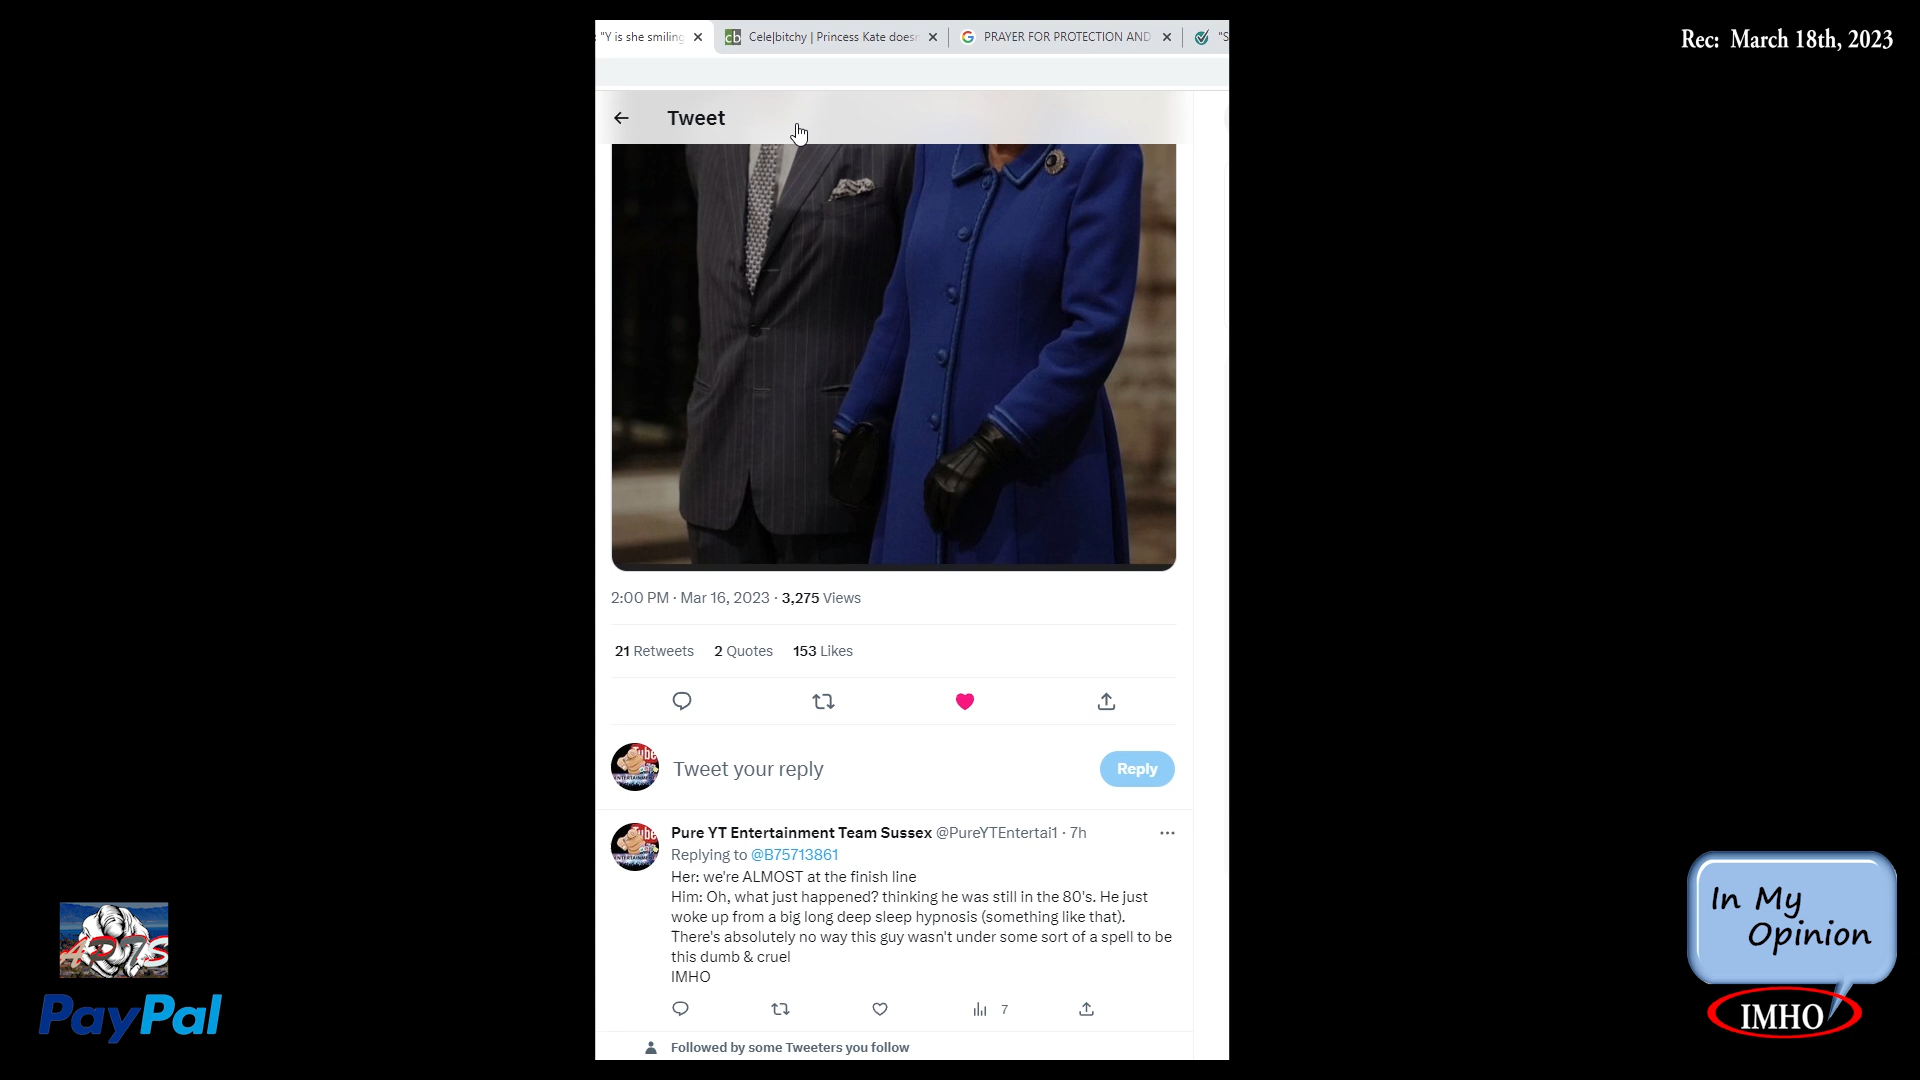 "Y is she smiling
Cele|bitchy | Princess Kate does
PRAYER FOR PROTECTION AND
"S
Rec: March 18th, 2023
Tweet
2:00 PM · Mar 16, 2023 · 3,275 Views
21 Retweets 2 Quotes 153 Likes
Tweet your reply
Reply
Pure YT Entertainment Team Sussex @PureYTEntertai1 · 7h
Replying to @B75713861
Her: we're ALMOST at the finish line
Him: Oh, what just happened? thinking he was still in the 80's. He just
woke up from a big long deep sleep hypnosis (something like that).
There's absolutely no way this guy wasn't under some sort of a spell to be
this dumb & cruel
IMHO
7
Followed by some Tweeters you follow
PayPal
In My
Opinion
IMHO